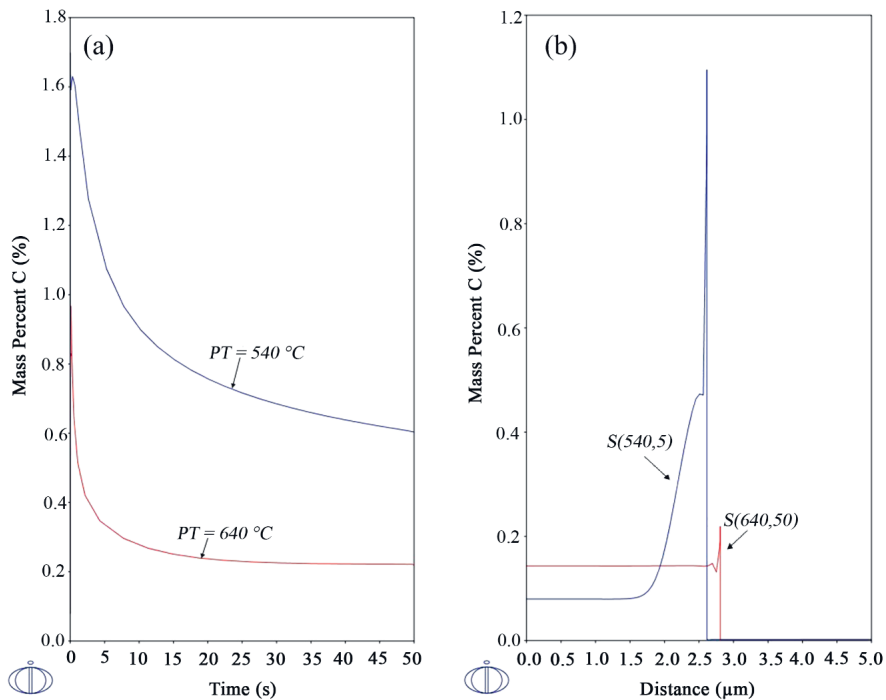 (a)
1.8
1.6
1.4
1.2
1.0
0.8
0.6
0.4
0.2
0.0
Mass Percent C (%)
PT = 540 °C
PT = 640 °C
0 5 10 15 20 25 30 35 40 45 50
Time (s)
(b)
1.2
1.0
0.8
0.6
0.4
0.2
0.0
Mass Percent C (%)
S(540,5)
S(640,50)
0.0 0.5 1.0 1.5 2.0 2.5 3.0 3.5 4.0 4.5 5.0
Distance (μm)